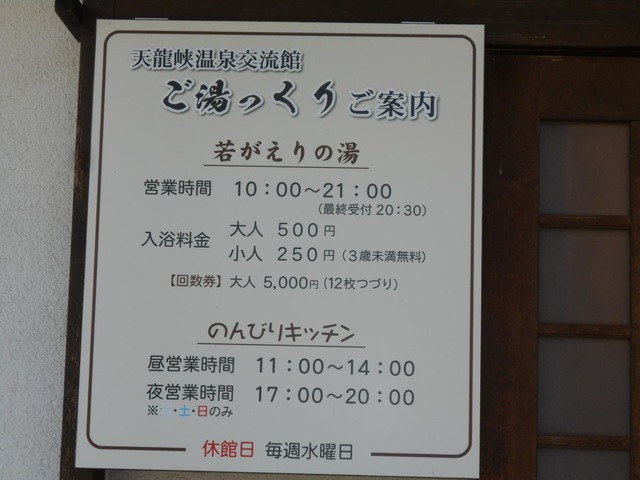 天龍峡温泉交流館
ご湯っくりご案内
若がえりの湯
営業時間 10：00～21：00
（最終受付 20：30）
入浴料金 大人 500円
小人 250円（3歳未満無料）
【回数券】大人 5,000円（12枚つづり）
のんびりキッチン
昼営業時間 11：00～14：00
夜営業時間 17：00～20：00
※ ・土・日のみ
休館日 毎週水曜日